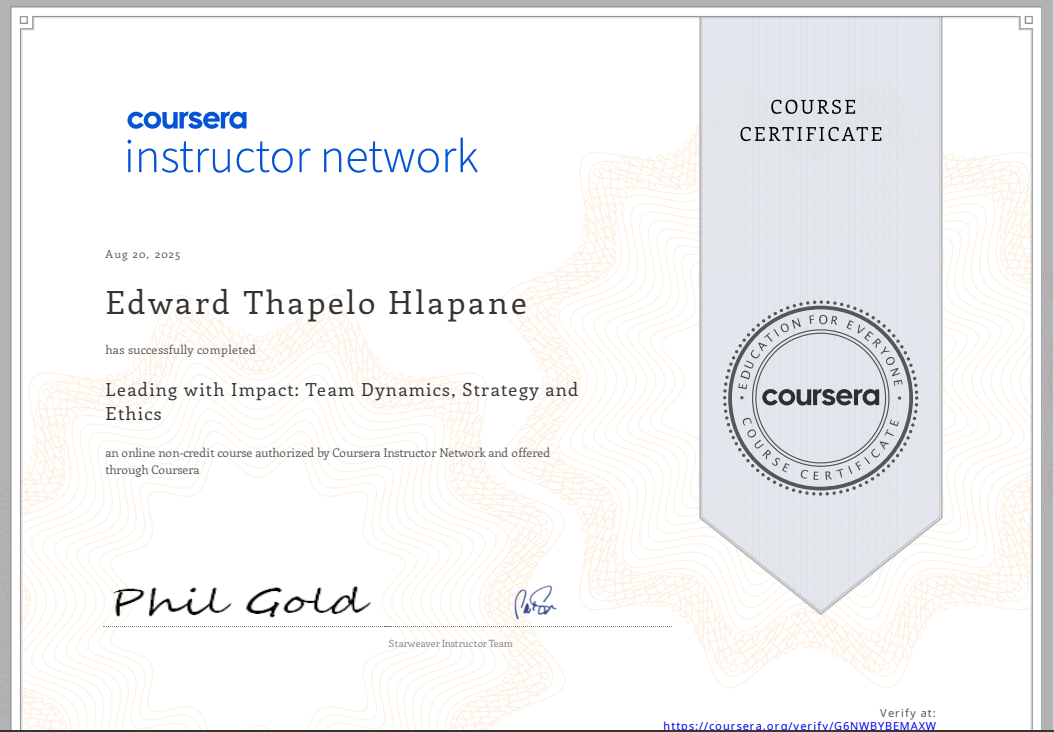 coursera
instructor network
COURSE
CERTIFICATE
Aug 20, 2025
Edward Thapelo Hlapane
has successfully completed
Leading with Impact: Team Dynamics, Strategy and
Ethics
an online non-credit course authorized by Coursera Instructor Network and offered
through Coursera
• EDUCATION FOR EVERYONE •
coursera
COURSE CERTIFICATE
Phil Gold
Starweaver Instructor Team
Verify at:
https://coursera.org/verify/G6NWBYBEMAXW